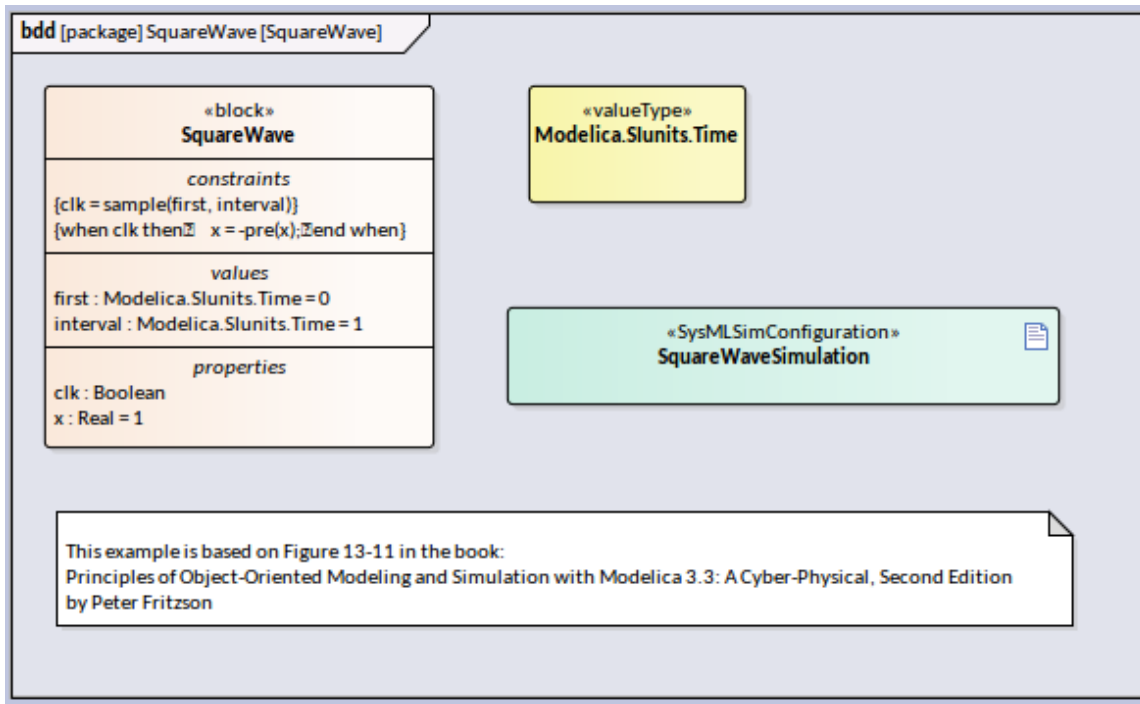 bdd [package] SquareWave [SquareWave]
«block»
SquareWave
constraints
{clk = sample(first, interval)}
{when clk then⍰ x = -pre(x);⍰end when}
values
first : Modelica.SIunits.Time = 0
interval : Modelica.SIunits.Time = 1
properties
clk : Boolean
x : Real = 1
«valueType»
Modelica.SIunits.Time
«SysMLSimConfiguration»
SquareWaveSimulation
This example is based on Figure 13-11 in the book:
Principles of Object-Oriented Modeling and Simulation with Modelica 3.3: A Cyber-Physical, Second Edition
by Peter Fritzson